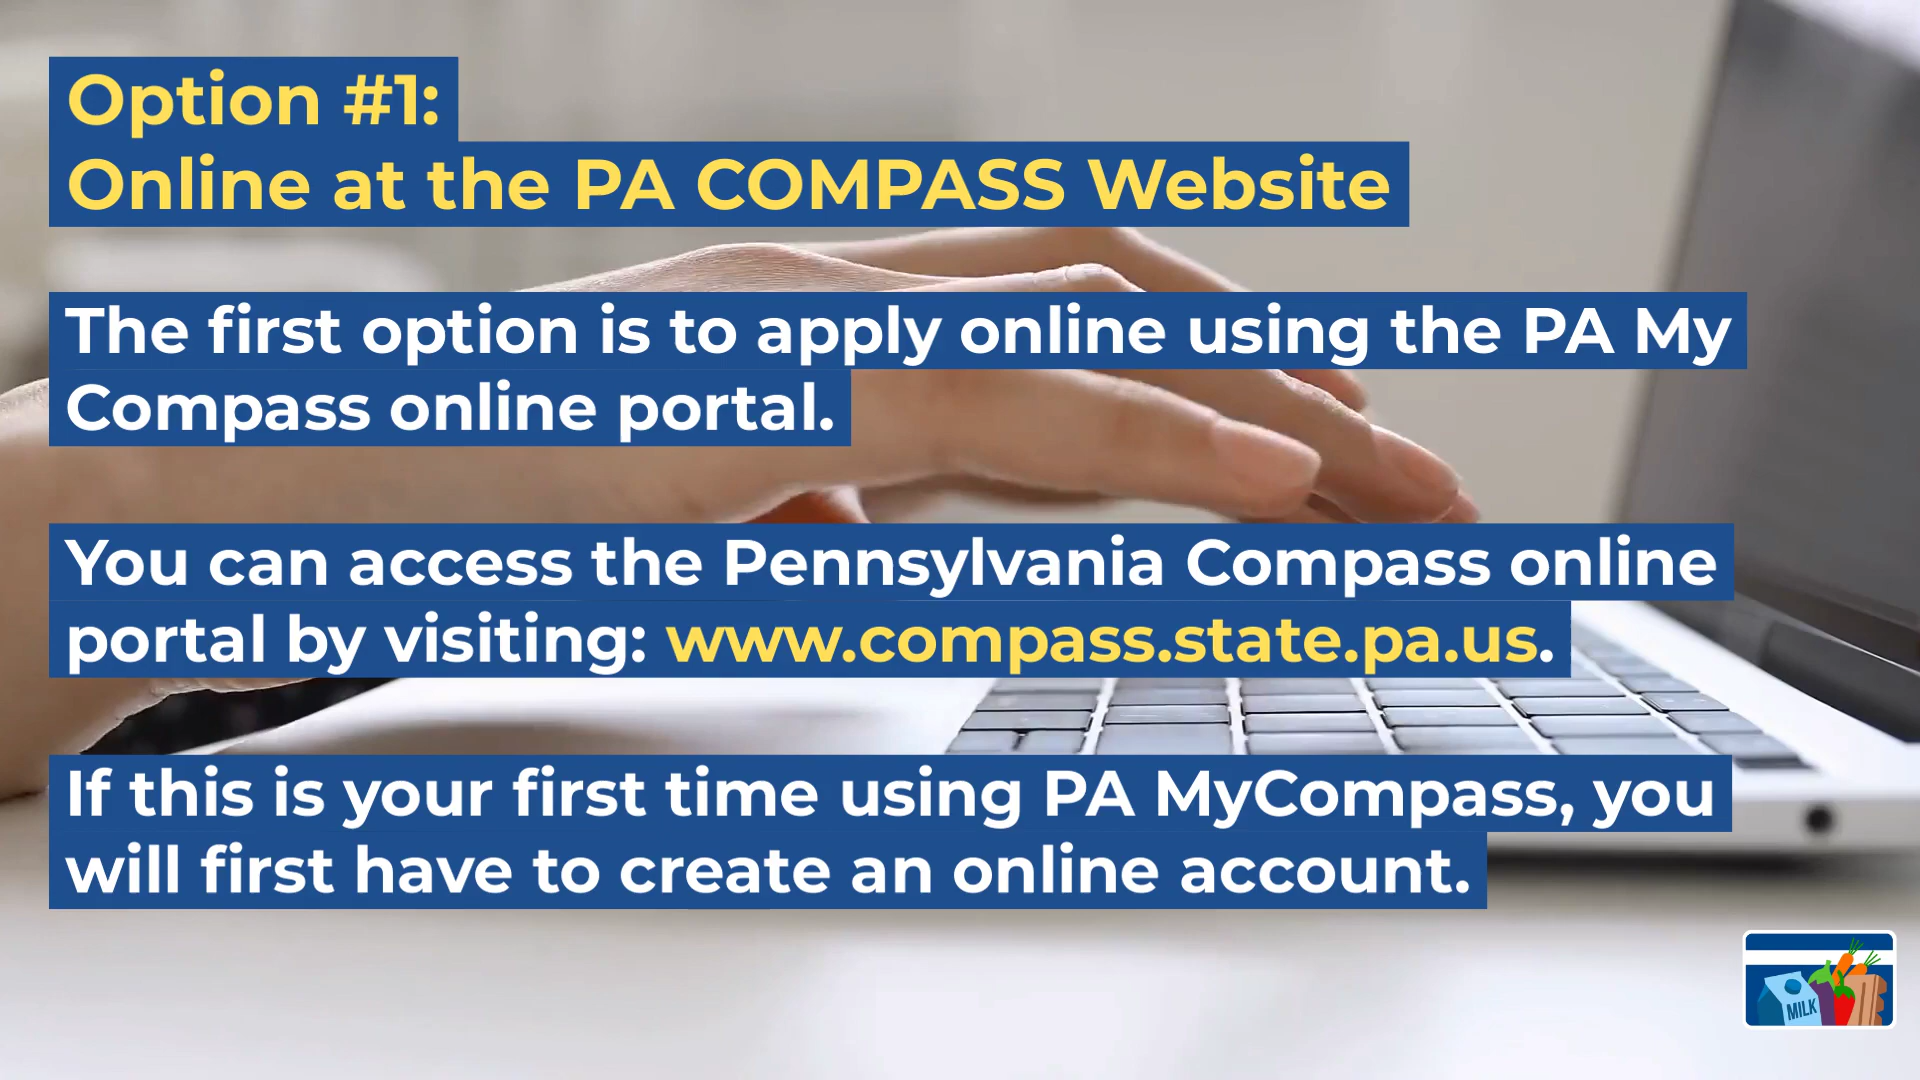 Option #1:
Online at the PA COMPASS Website
The first option is to apply online using the PA My
Compass online portal.
You can access the Pennsylvania Compass online
portal by visiting: www.compass.state.pa.us.
If this is your first time using PA MyCompass, you
will first have to create an online account.
MILK